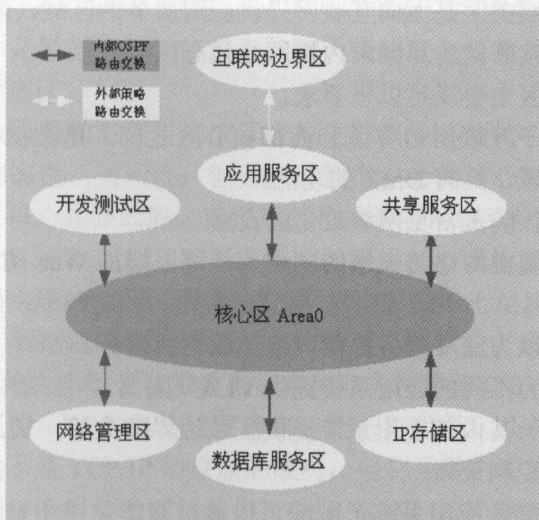 内部OSPF
路由交换
外部策略
路由交换
互联网边界区
应用服务区
开发测试区
共享服务区
核心区 Area0
网络管理区
数据库服务区
IP存储区